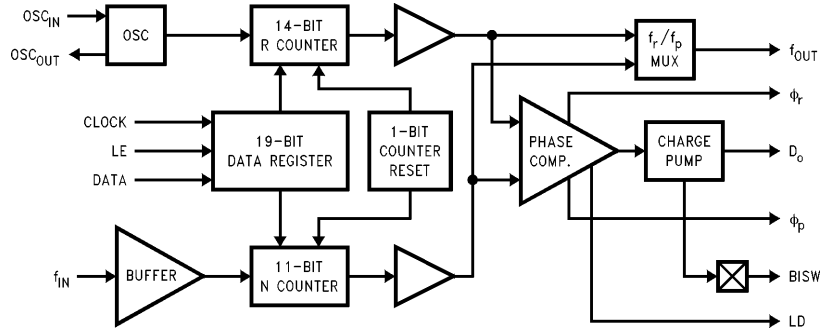 OSC_IN
OSC_OUT
OSC
14-BIT
R COUNTER
f_r/f_p
MUX
f_OUT
CLOCK
LE
DATA
19-BIT
DATA REGISTER
1-BIT
COUNTER
RESET
PHASE
COMP.
CHARGE
PUMP
ϕ_r
D_o
ϕ_p
f_IN
BUFFER
11-BIT
N COUNTER
BISW
LD